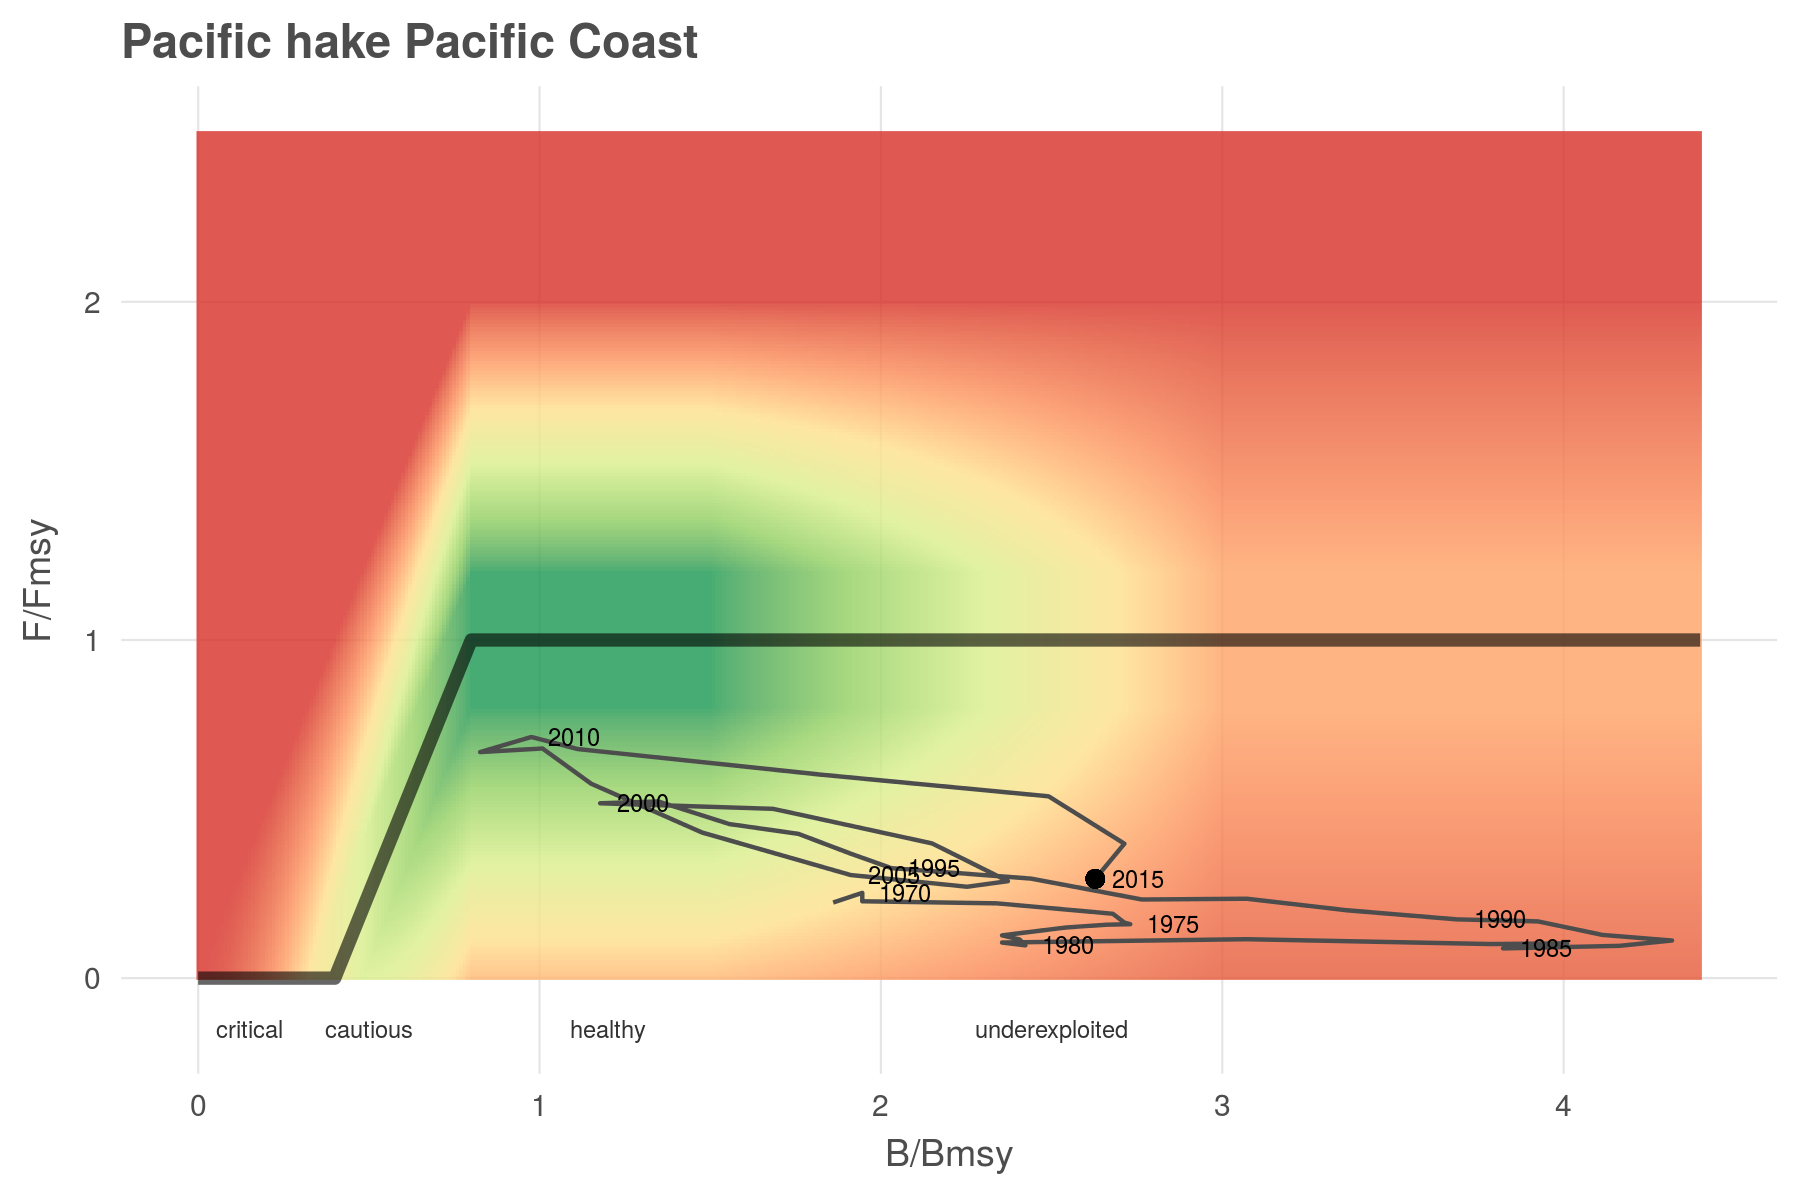 Pacific hake Pacific Coast
F/Fmsy
2
1
0
2010
2000
1995
2005
1970
2015
1990
1975
1980
1985
critical cautious healthy underexploited
0 1 2 3 4
B/Bmsy